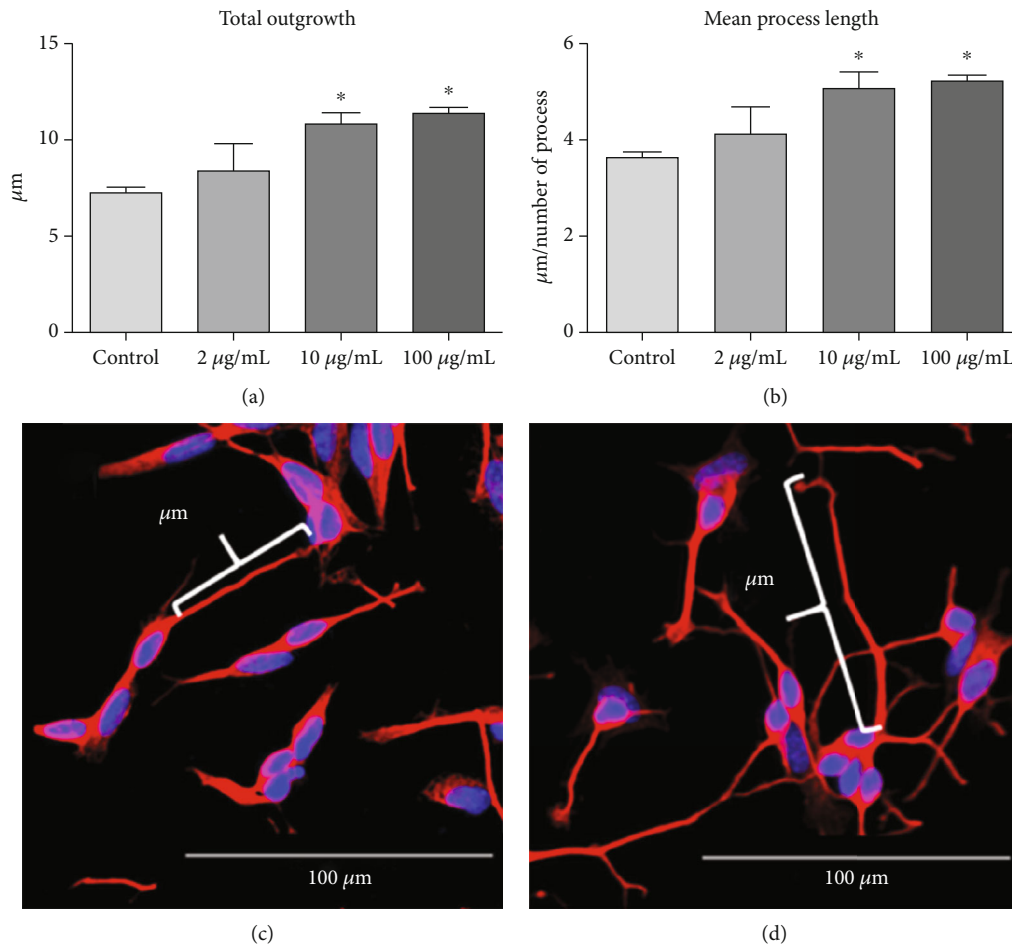 Total outgrowth
15
10
5
0
μm
*
*
Control
2 μg/mL
10 μg/mL
100 μg/mL
(a)
Mean process length
6
4
2
0
μm/number of process
*
*
Control
2 μg/mL
10 μg/mL
100 μg/mL
(b)
μm
100 μm
(c)
μm
100 μm
(d)